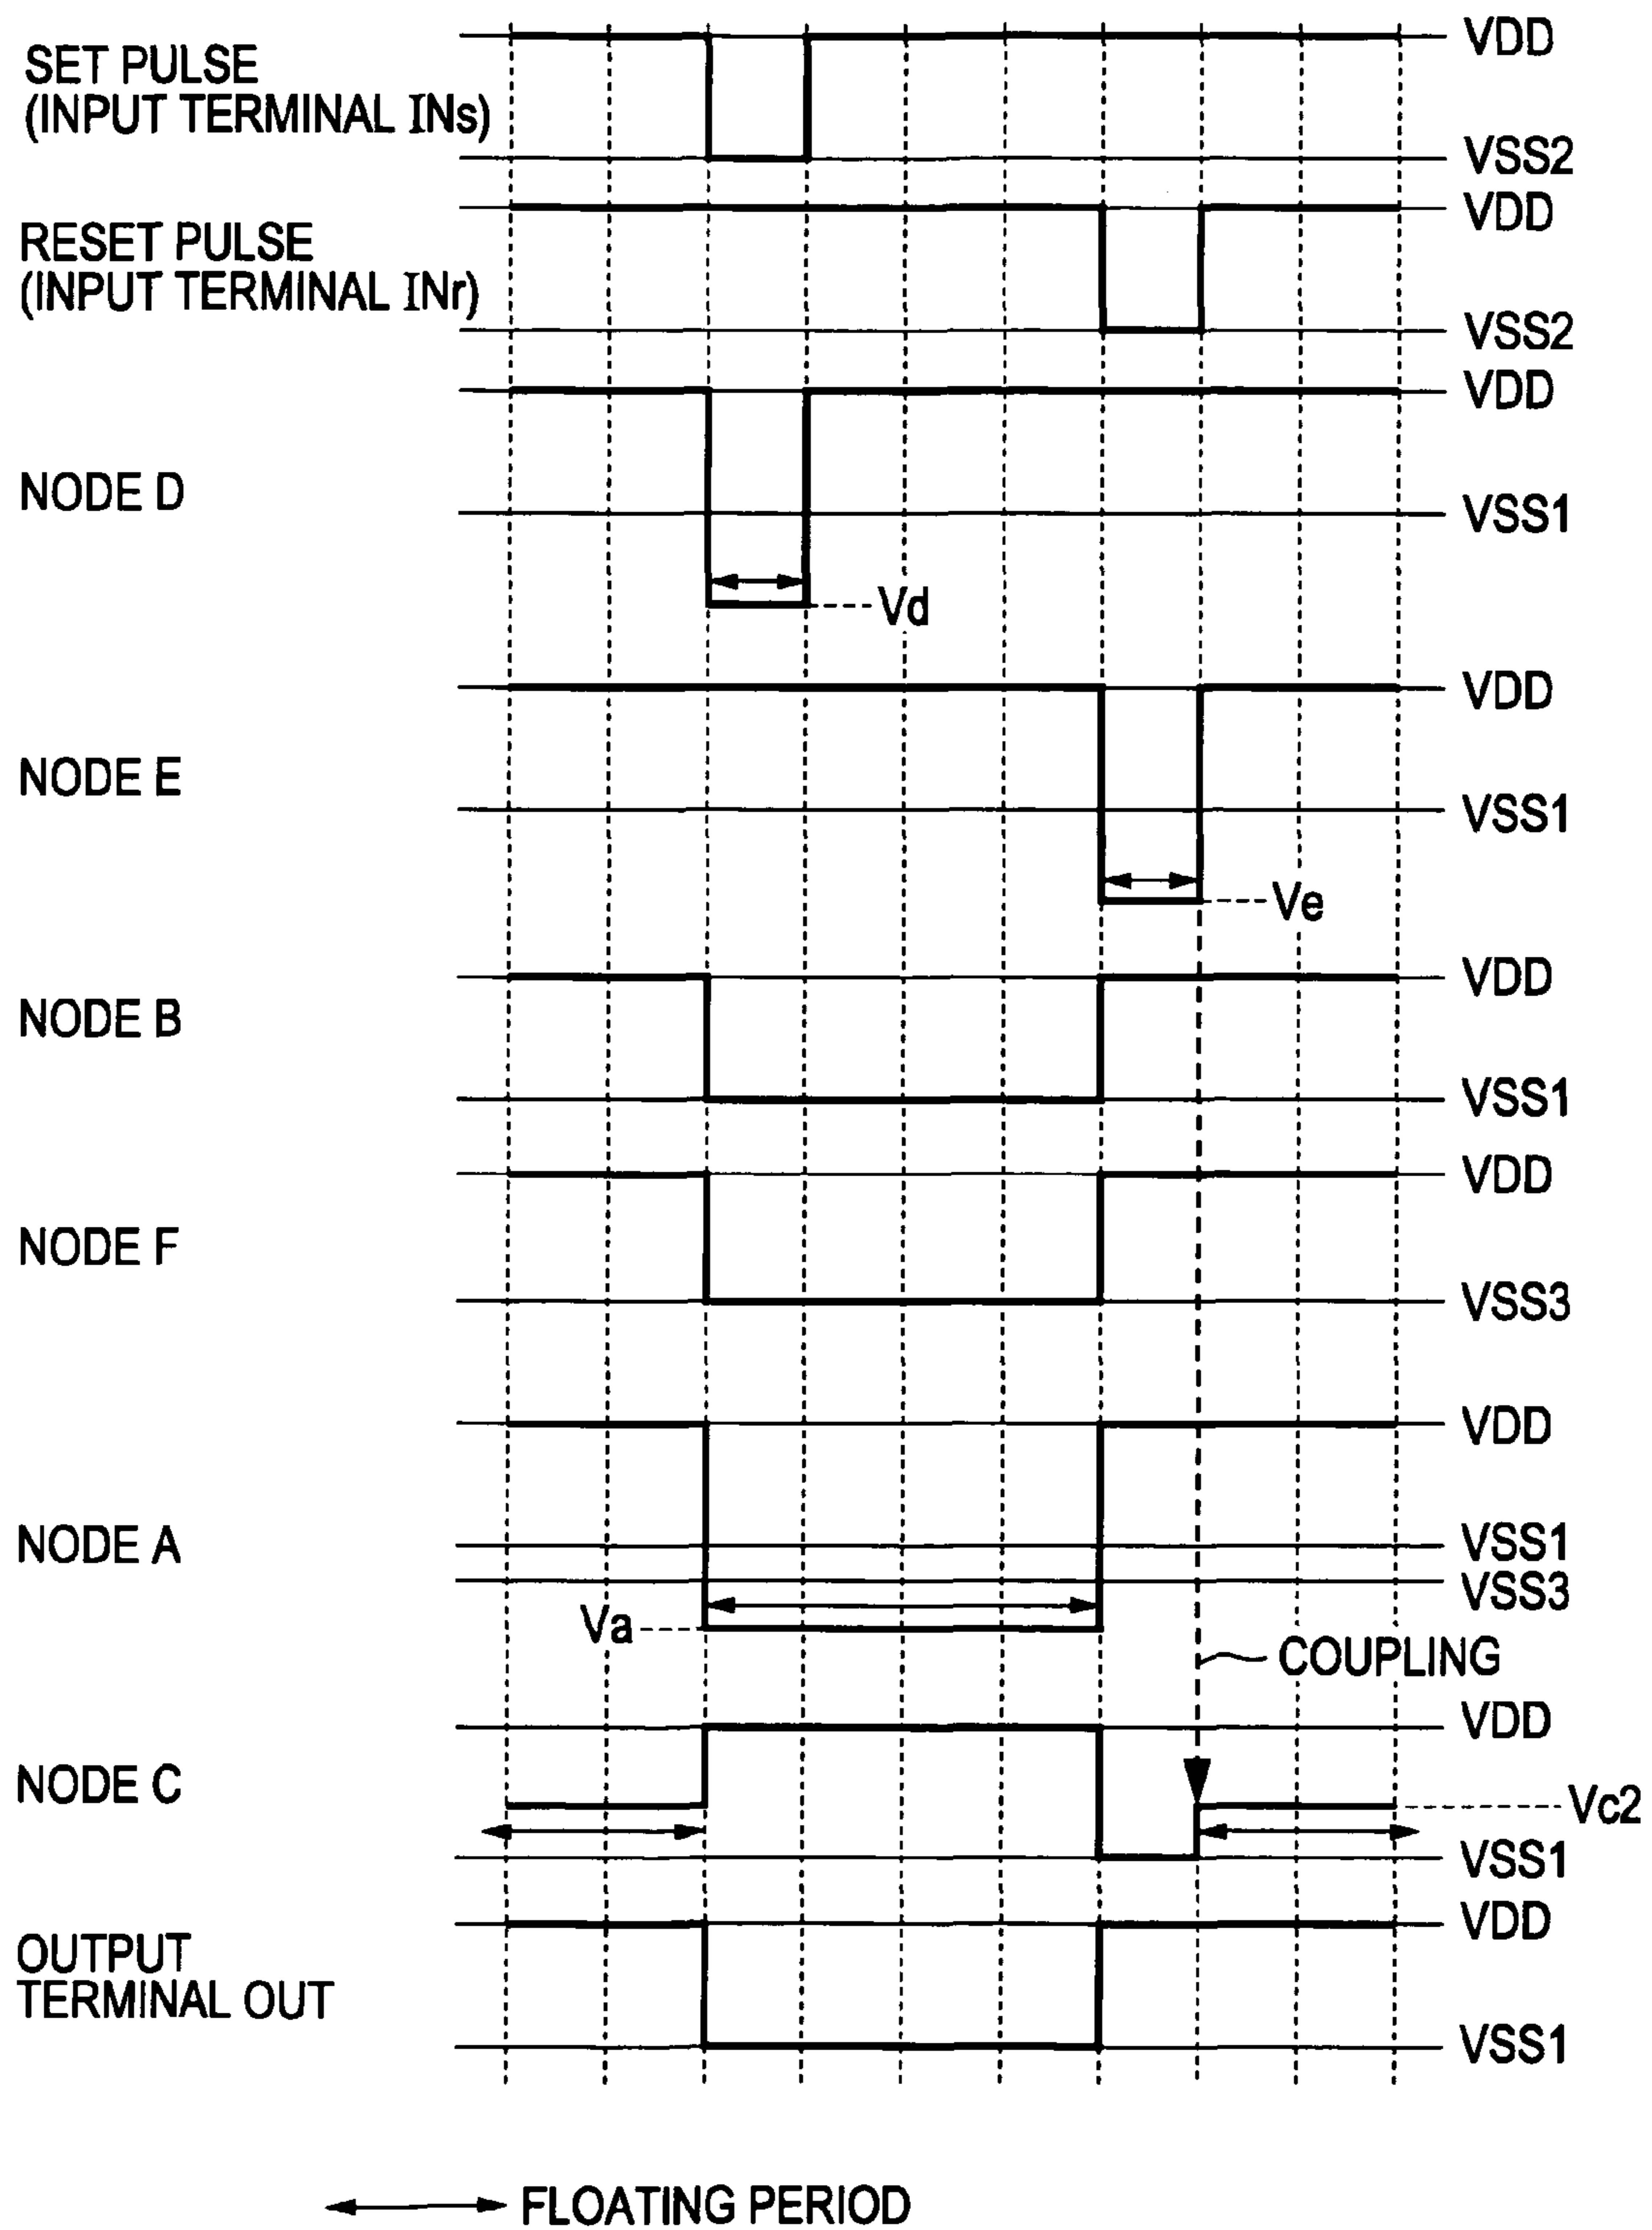 SET PULSE
(INPUT TERMINAL INs)
VDD
VSS2
RESET PULSE
(INPUT TERMINAL INr)
VDD
VSS2
NODE D
VDD
VSS1
Vd
NODE E
VDD
VSS1
Ve
NODE B
VDD
VSS1
NODE F
VDD
VSS3
NODE A
VDD
VSS1
VSS3
Va
COUPLING
NODE C
VDD
Vc2
VSS1
OUTPUT
TERMINAL OUT
VDD
VSS1
FLOATING PERIOD